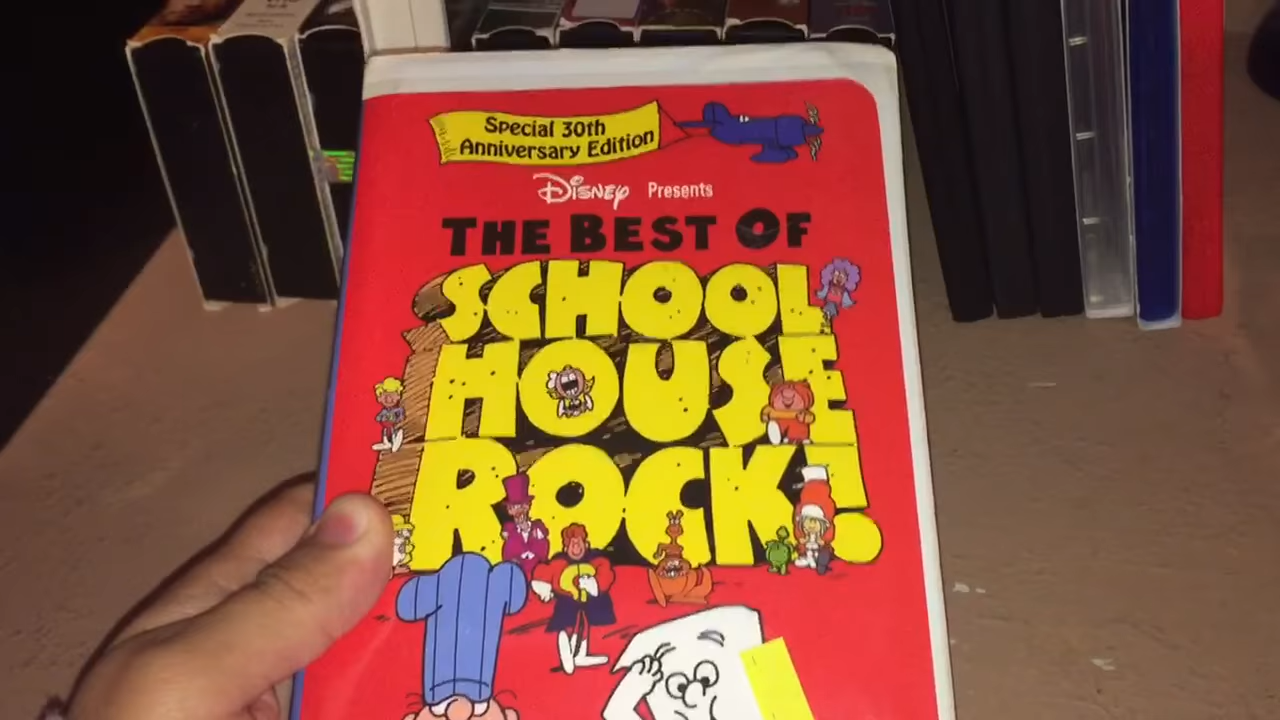 Special 30th
Anniversary Edition
Disney Presents
THE BEST OF
SCHOOL
HOUSE
ROCK!